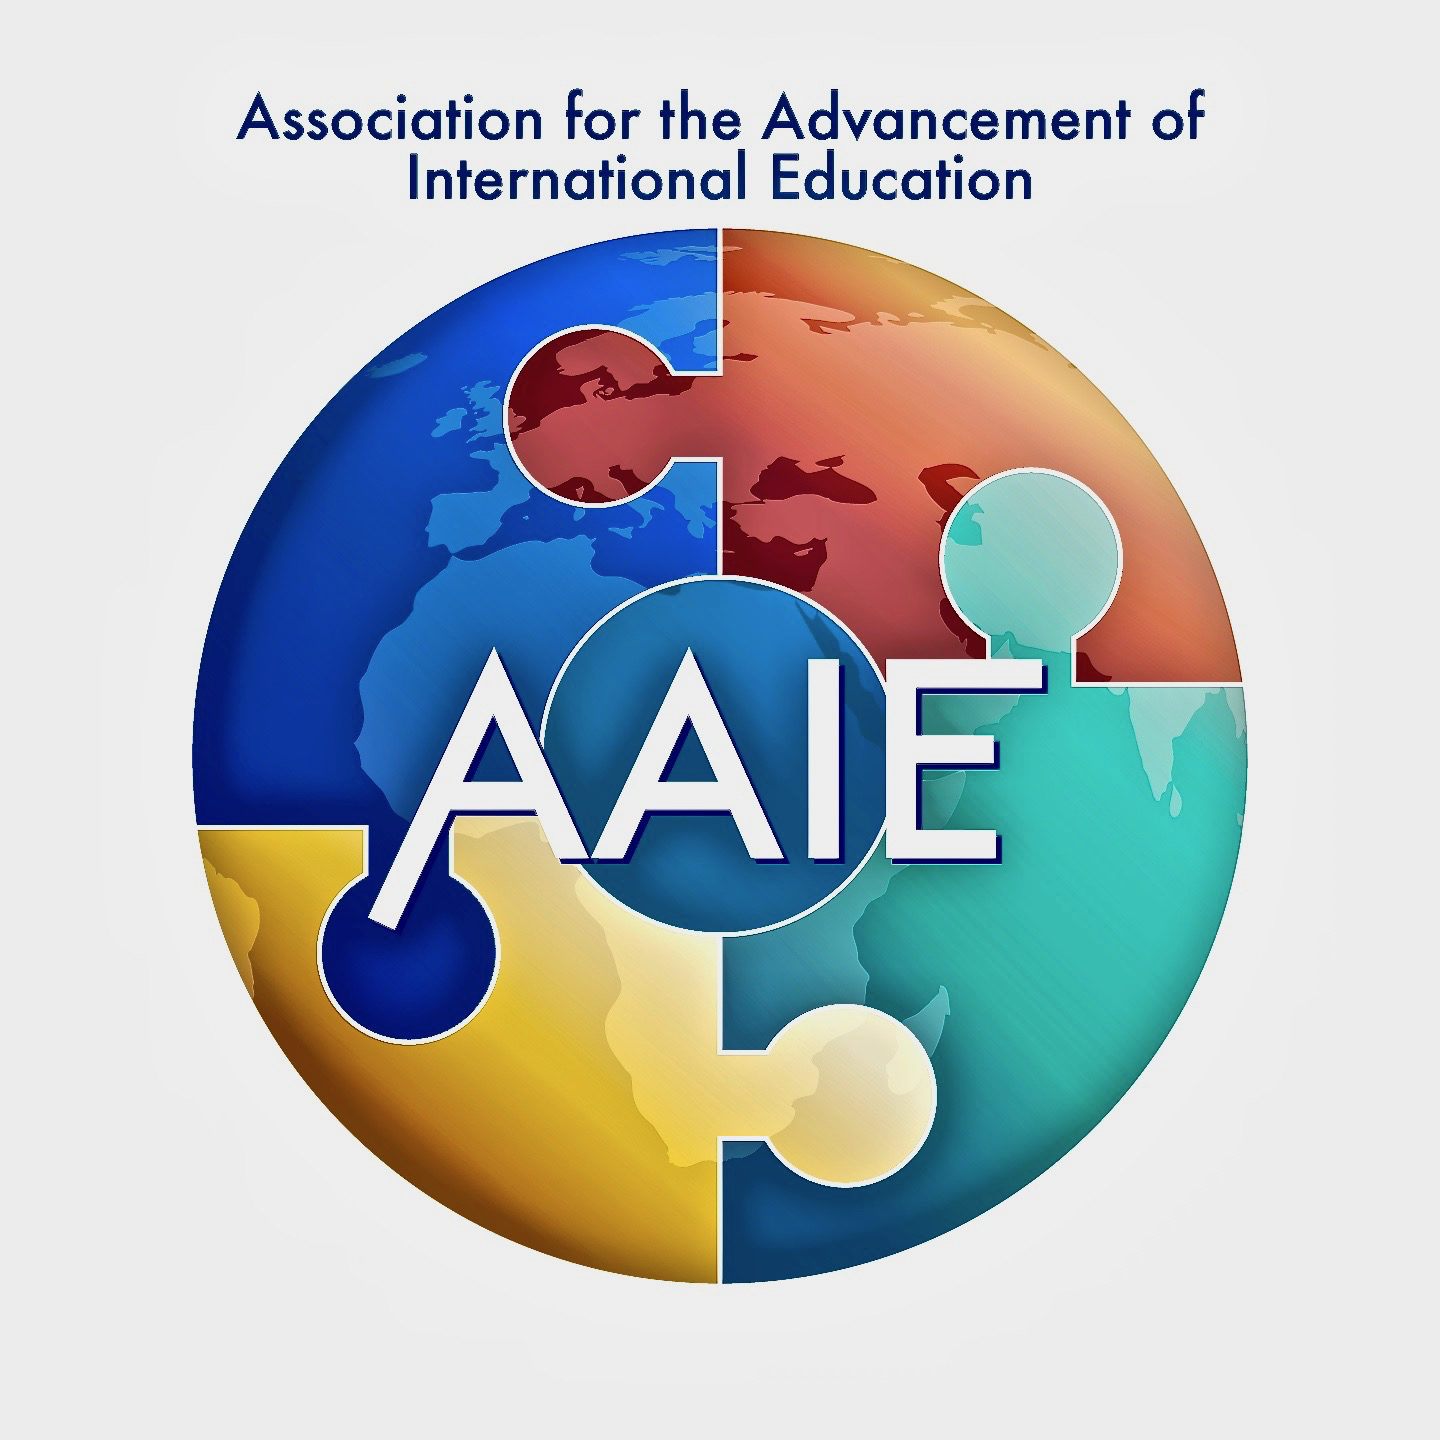 Association for the Advancement of
International Education
AAIE